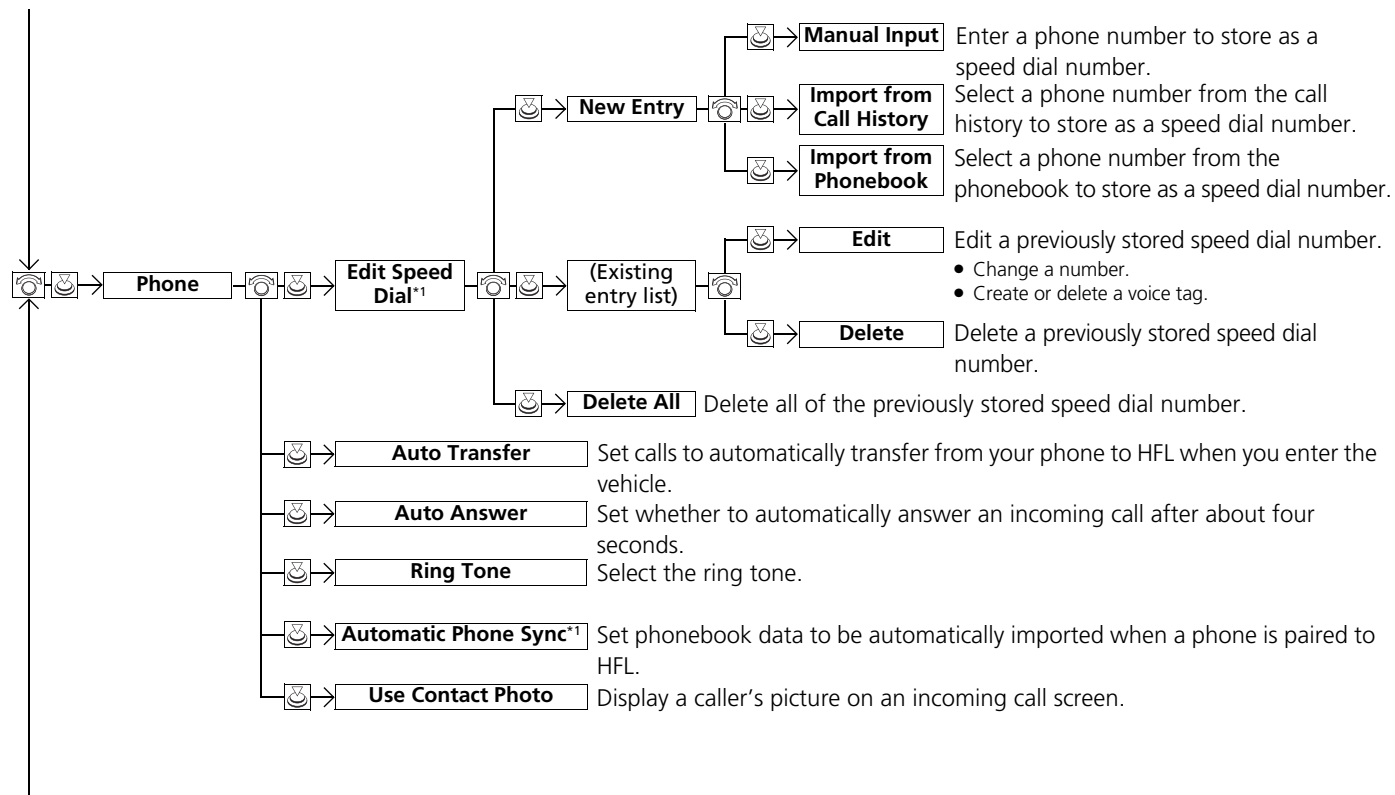 Manual Input
Enter a phone number to store as a
speed dial number.
New Entry
Import from
Call History
Select a phone number from the call
history to store as a speed dial number.
Import from
Phonebook
Select a phone number from the
phonebook to store as a speed dial number.
Phone
Edit Speed
Dial*1
(Existing
entry list)
Edit
Edit a previously stored speed dial number.
● Change a number.
● Create or delete a voice tag.
Delete
Delete a previously stored speed dial
number.
Delete All
Delete all of the previously stored speed dial number.
Auto Transfer
Set calls to automatically transfer from your phone to HFL when you enter the
vehicle.
Auto Answer
Set whether to automatically answer an incoming call after about four
seconds.
Ring Tone
Select the ring tone.
Automatic Phone Sync*1
Set phonebook data to be automatically imported when a phone is paired to
HFL.
Use Contact Photo
Display a caller's picture on an incoming call screen.